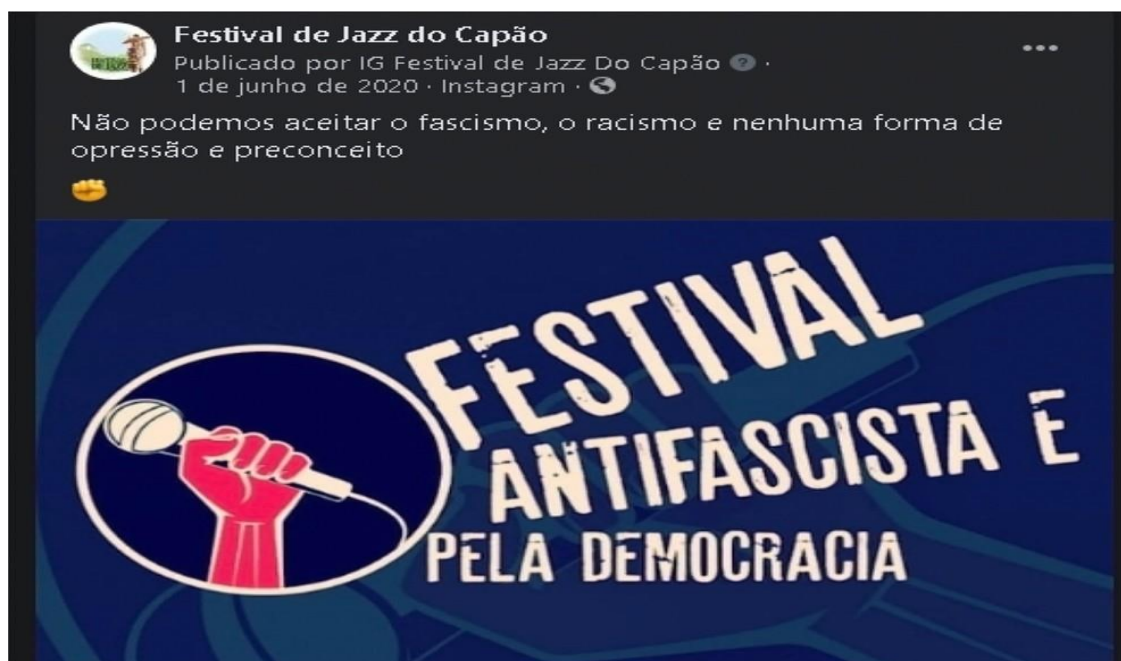 Festival de Jazz do Capão
Publicado por IG Festival de Jazz Do Capão ·
1 de junho de 2020 · Instagram ·
Não podemos aceitar o fascismo, o racismo e nenhuma forma de
opressão e preconceito
FESTIVAL
ANTIFASCISTA E
PELA DEMOCRACIA